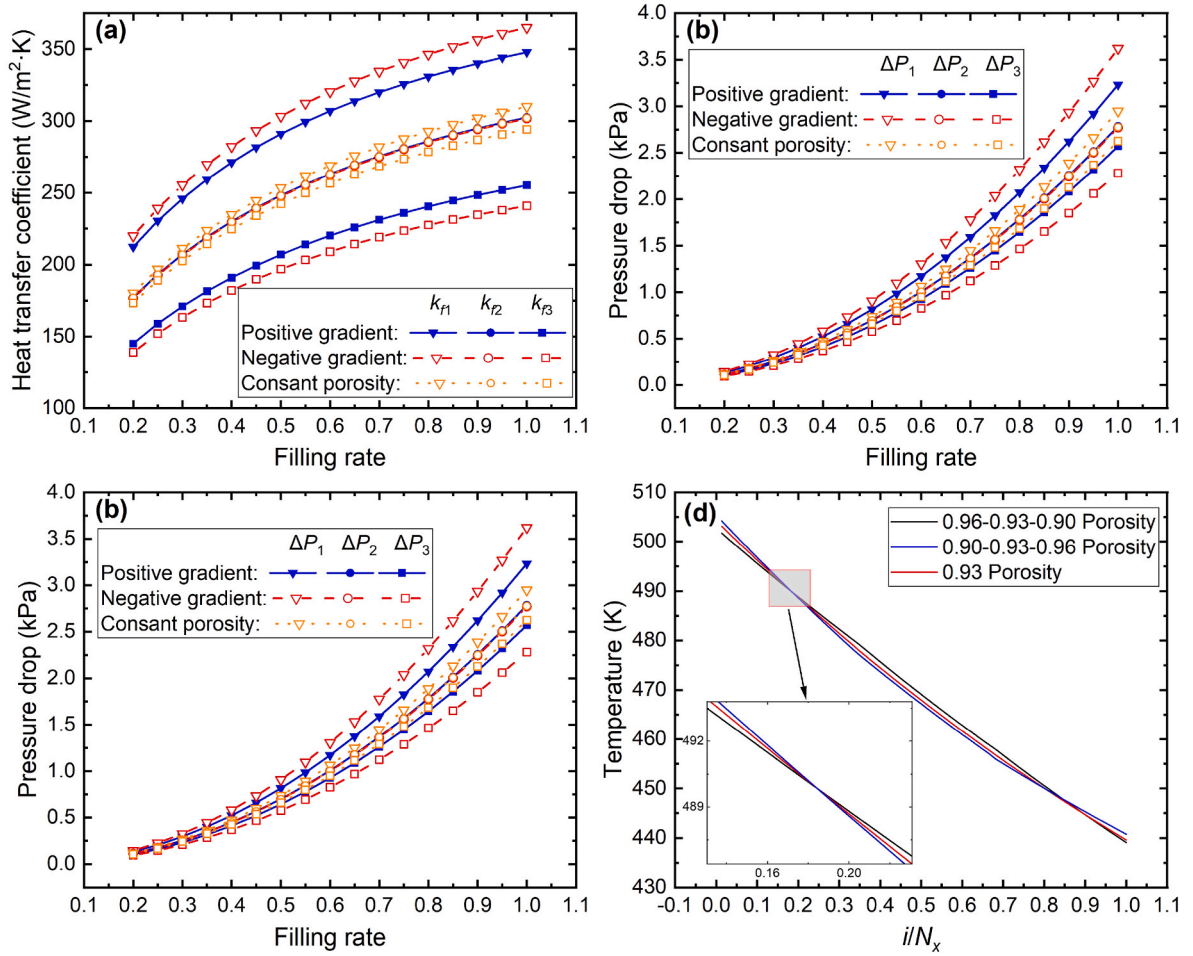 (a)
Heat transfer coefficient (W/m²·K)
350
300
250
200
150
100
k_f1 k_f2 k_f3
Positive gradient:
Negative gradient:
Consant porosity:
0.1 0.2 0.3 0.4 0.5 0.6 0.7 0.8 0.9 1.0 1.1
Filling rate
(b)
Pressure drop (kPa)
4.0
3.5
3.0
2.5
2.0
1.5
1.0
0.5
0.0
ΔP₁ ΔP₂ ΔP₃
Positive gradient:
Negative gradient:
Consant porosity:
0.1 0.2 0.3 0.4 0.5 0.6 0.7 0.8 0.9 1.0 1.1
Filling rate
(b)
Pressure drop (kPa)
4.0
3.5
3.0
2.5
2.0
1.5
1.0
0.5
0.0
ΔP₁ ΔP₂ ΔP₃
Positive gradient:
Negative gradient:
Consant porosity:
0.1 0.2 0.3 0.4 0.5 0.6 0.7 0.8 0.9 1.0 1.1
Filling rate
(d)
Temperature (K)
510
500
490
480
470
460
450
440
430
0.96-0.93-0.90 Porosity
0.90-0.93-0.96 Porosity
0.93 Porosity
492
489
0.16 0.20
-0.1 0.0 0.1 0.2 0.3 0.4 0.5 0.6 0.7 0.8 0.9 1.0 1.1
i/Nₓ